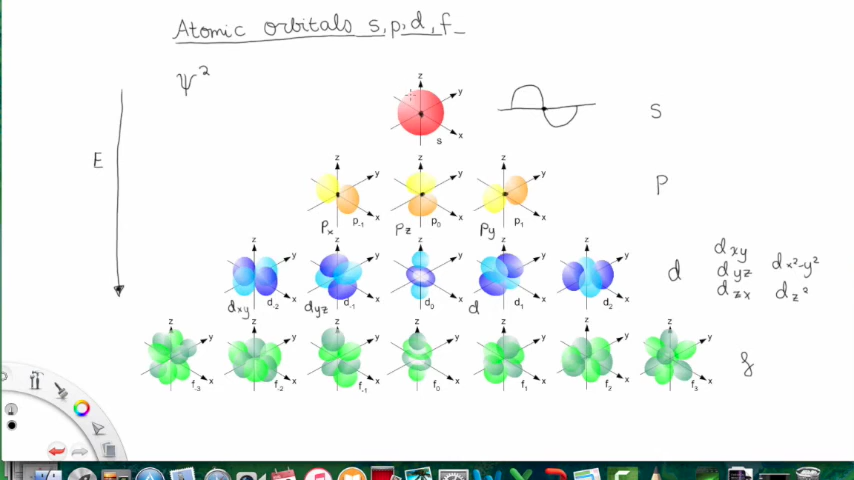 Atomic orbitals s, p, d, f
ψ²
z y x s
S
E
z y x p-1 z y x p0 z y x p1
Px Pz Py
P
z y x d-2 z y x d-1 z y x d0 z y x d1 z y x d2
dxy dyz d
d
dxy
dyz dx²-y²
dzx dz²
z y x f-3 z y x f-2 z y x f-1 z y x f0 z y x f1 z y x f2 z y x f3
f